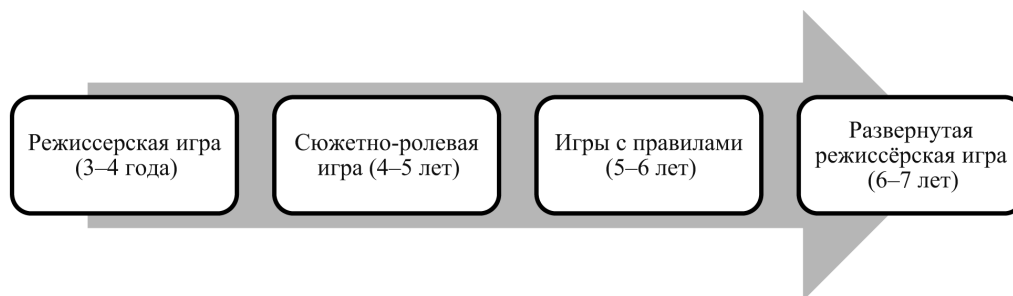 Режиссерская игра
(3–4 года)
Сюжетно-ролевая
игра (4–5 лет)
Игры с правилами
(5–6 лет)
Развернутая
режиссёрская игра
(6–7 лет)